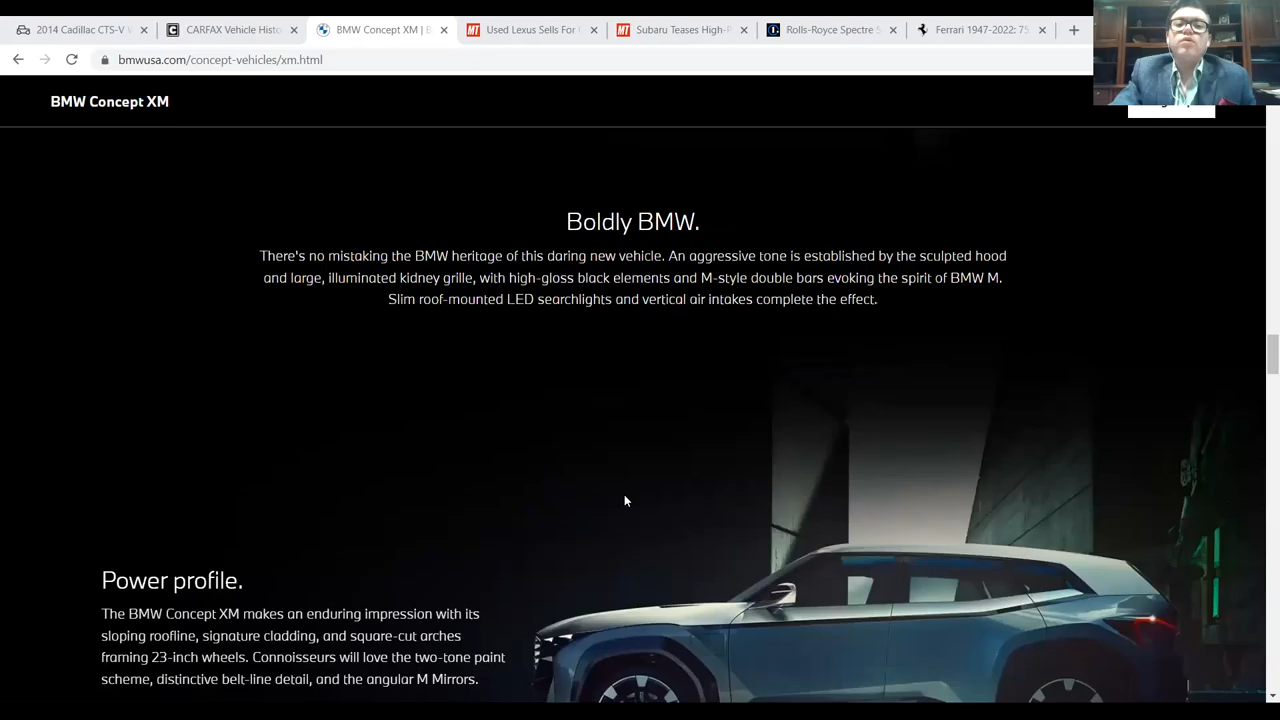 2014 Cadillac CTS-V
CARFAX Vehicle Histo
BMW Concept XM | B
MT
Used Lexus Sells For
MT
Subaru Teases High-P
Rolls-Royce Spectre S
Ferrari 1947-2022: 75
bmwusa.com/concept-vehicles/xm.html
BMW Concept XM
Boldly BMW.
There's no mistaking the BMW heritage of this daring new vehicle. An aggressive tone is established by the sculpted hood
and large, illuminated kidney grille, with high-gloss black elements and M-style double bars evoking the spirit of BMW M.
Slim roof-mounted LED searchlights and vertical air intakes complete the effect.
Power profile.
The BMW Concept XM makes an enduring impression with its
sloping roofline, signature cladding, and square-cut arches
framing 23-inch wheels. Connoisseurs will love the two-tone paint
scheme, distinctive belt-line detail, and the angular M Mirrors.